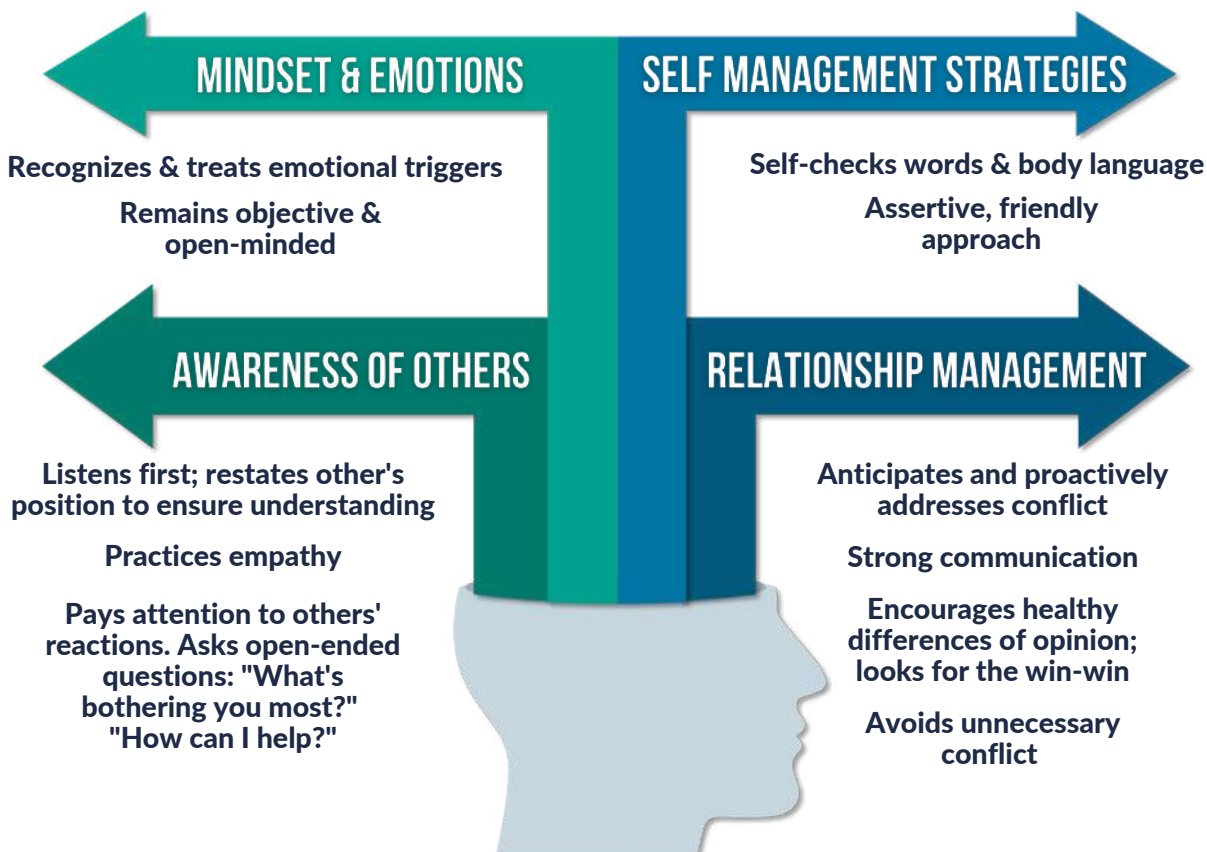 MINDSET & EMOTIONS
Recognizes & treats emotional triggers
Remains objective &
open-minded
SELF MANAGEMENT STRATEGIES
Self-checks words & body language
Assertive, friendly
approach
AWARENESS OF OTHERS
Listens first; restates other's
position to ensure understanding
Practices empathy
Pays attention to others'
reactions. Asks open-ended
questions: "What's
bothering you most?"
"How can I help?"
RELATIONSHIP MANAGEMENT
Anticipates and proactively
addresses conflict
Strong communication
Encourages healthy
differences of opinion;
looks for the win-win
Avoids unnecessary
conflict